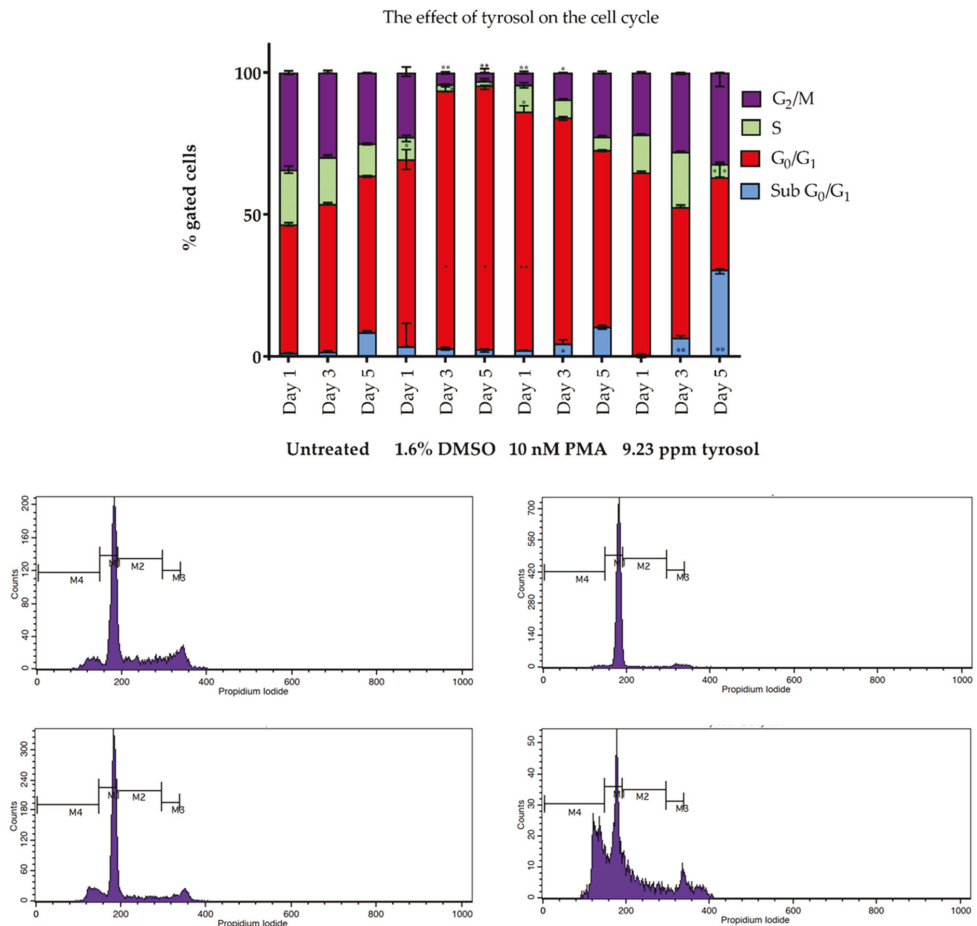 The effect of tyrosol on the cell cycle
% gated cells
100
50
0
G2/M
S
G0/G1
Sub G0/G1
Day 1
Day 3
Day 5
Day 1
Day 3
Day 5
Day 1
Day 3
Day 5
Day 1
Day 3
Day 5
Untreated 1.6% DMSO 10 nM PMA 9.23 ppm tyrosol
Counts
200
160
120
80
40
0
M4
M2
M3
0 200 400 600 800 1000
Propidium Iodide
Counts
700
560
420
280
140
0
M4
M2
M3
0 200 400 600 800 1000
Propidium Iodide
Counts
300
240
180
120
60
0
M4
M2
M3
0 200 400 600 800 1000
Propidium Iodide
Counts
50
40
30
20
10
0
M4
M2
M3
0 200 400 600 800 1000
Propidium Iodide